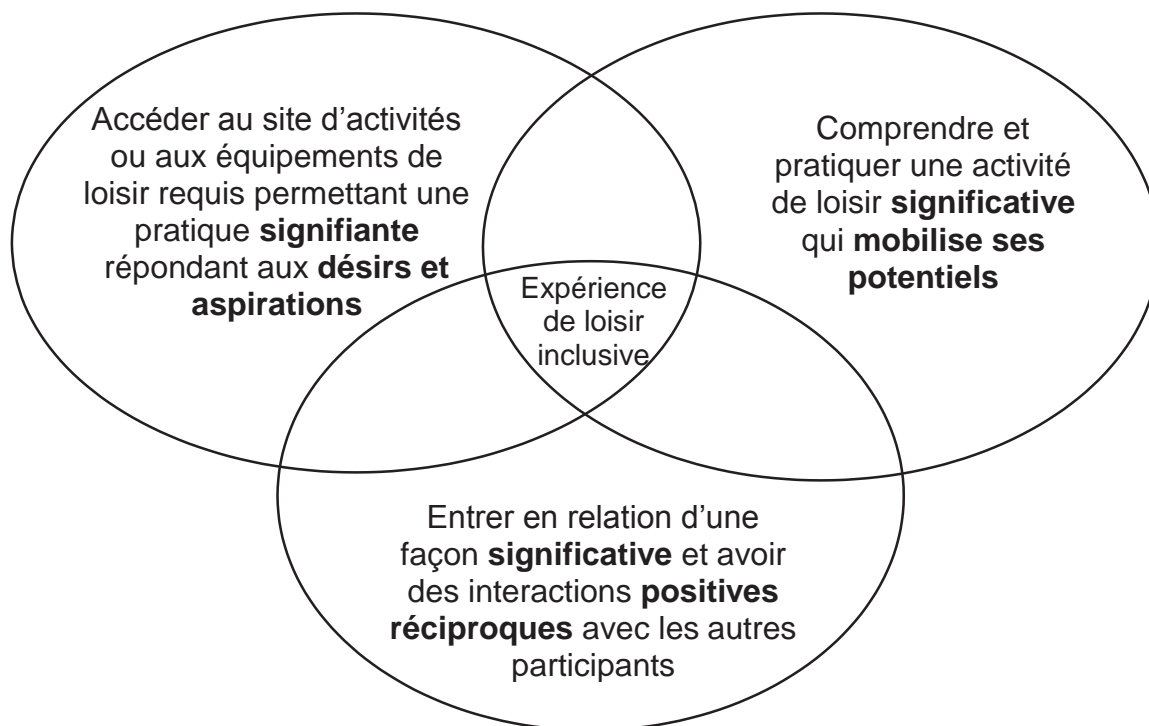 Accéder au site d’activités
ou aux équipements de
loisir requis permettant une
pratique signifiante
répondant aux désirs et
aspirations
Comprendre et
pratiquer une activité
de loisir significative
qui mobilise ses
potentiels
Expérience
de loisir
inclusive
Entrer en relation d’une
façon significative et avoir
des interactions positives
réciproques avec les autres
participants